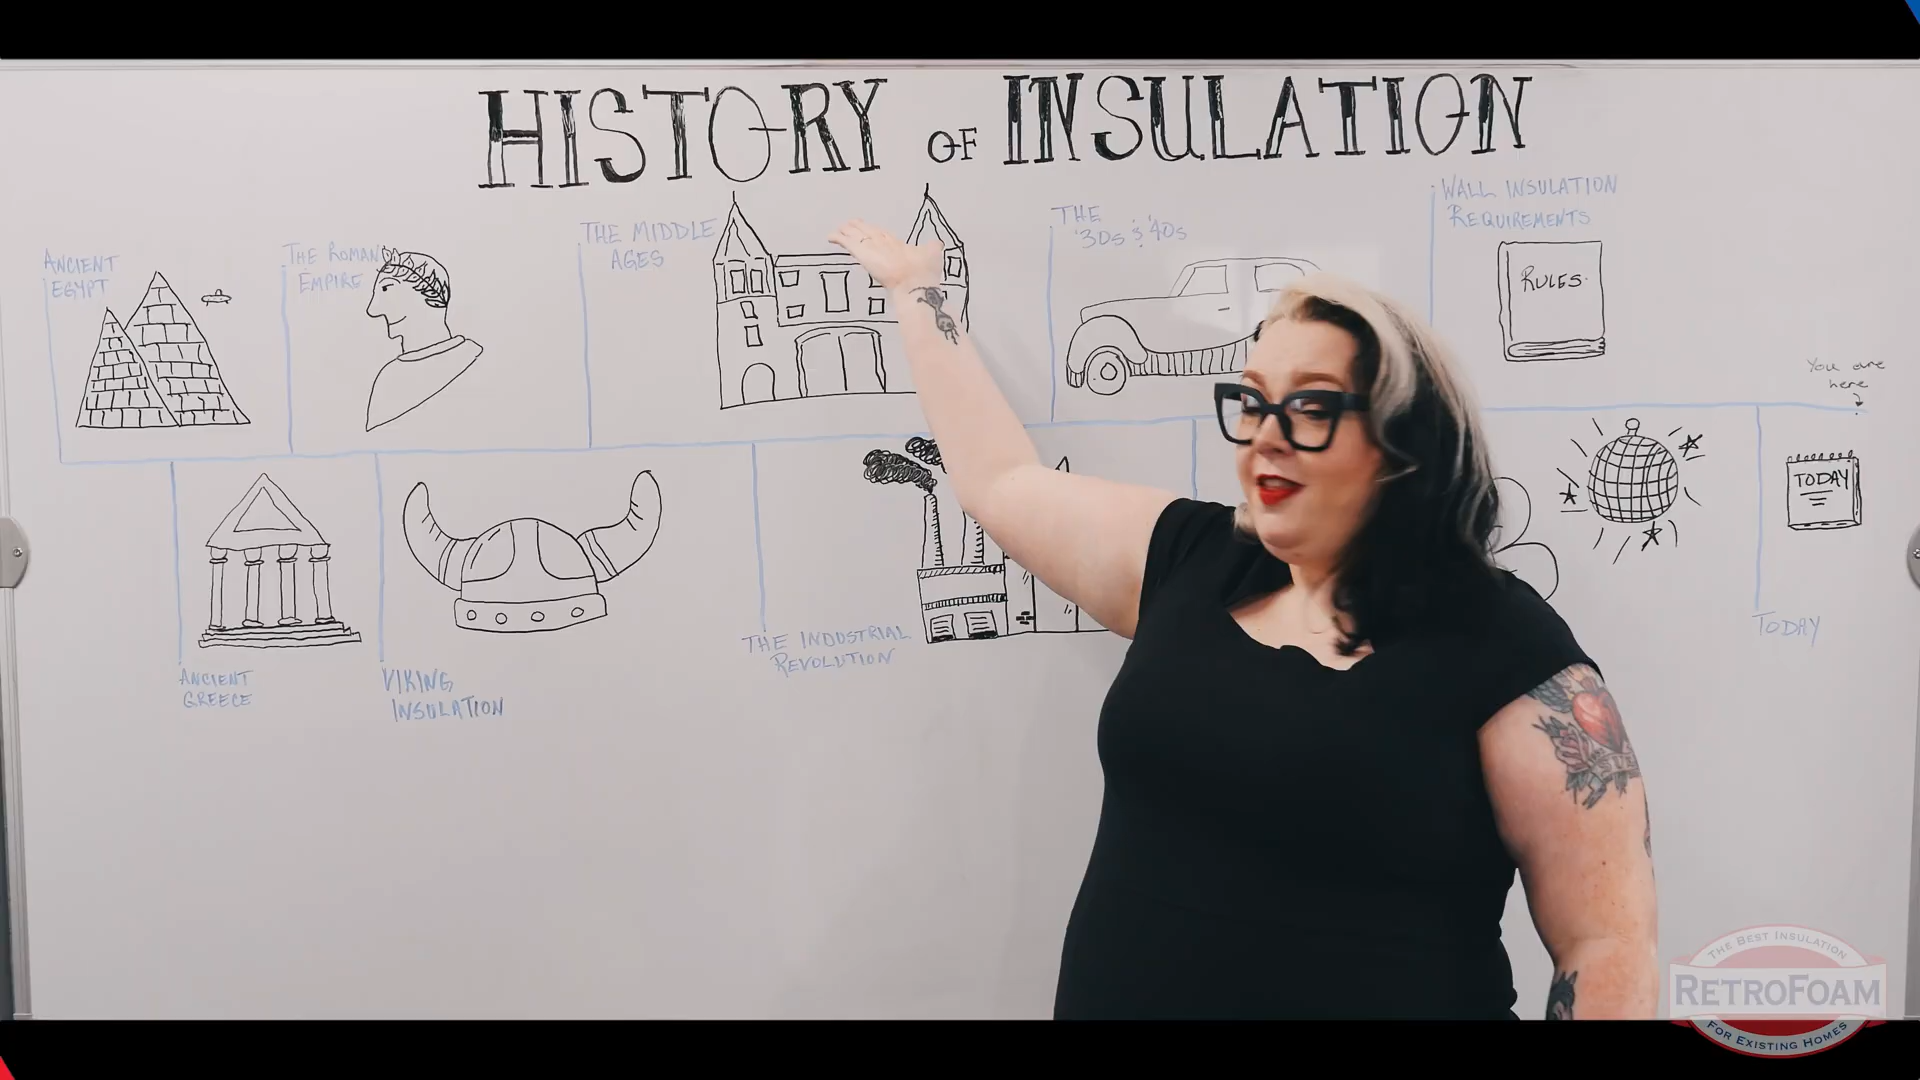 HISTORY OF INSULATION
ANCIENT
EGYPT
THE ROMAN
EMPIRE
THE MIDDLE
AGES
THE
'30s & '40s
WALL INSULATION
REQUIREMENTS
RULES
You are
here
TODAY
ANCIENT
GREECE
VIKING
INSULATION
THE INDUSTRIAL
REVOLUTION
TODAY
THE BEST INSULATION
RETROFOAM
FOR EXISTING HOMES